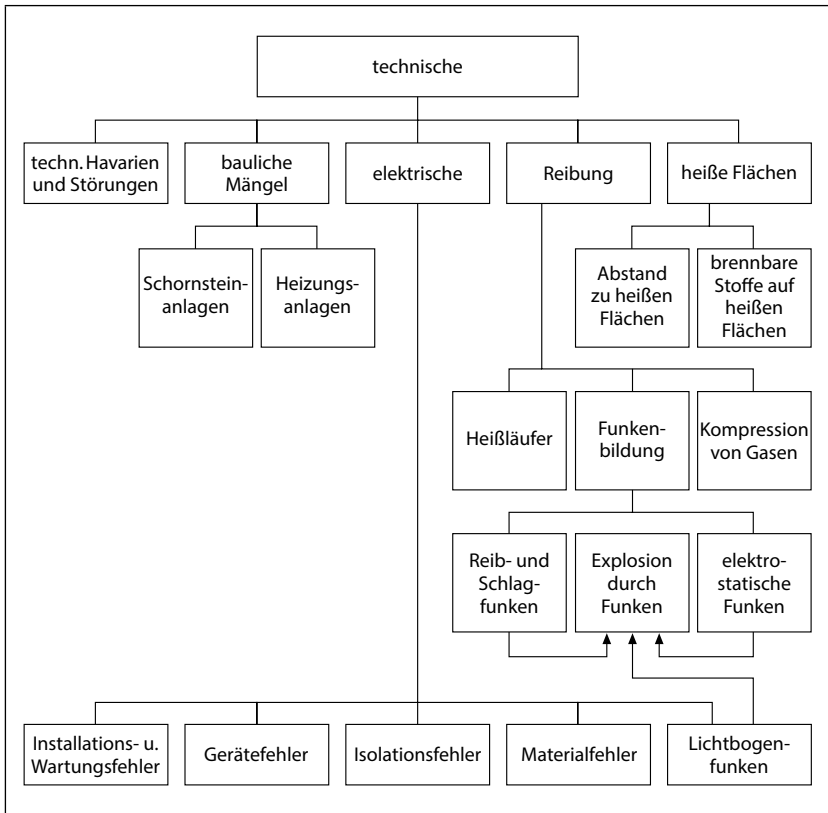 technische
techn. Havarien
und Störungen
bauliche
Mängel
elektrische
Reibung
heiße Flächen
Schornstein-
anlagen
Heizungs-
anlagen
Abstand
zu heißen
Flächen
brennbare
Stoffe auf
heißen
Flächen
Heißläufer
Funken-
bildung
Kompression
von Gasen
Reib- und
Schlag-
funken
Explosion
durch
Funken
elektro-
statische
Funken
Installations- u.
Wartungsfehler
Gerätefehler
Isolationsfehler
Materialfehler
Lichtbogen-
funken